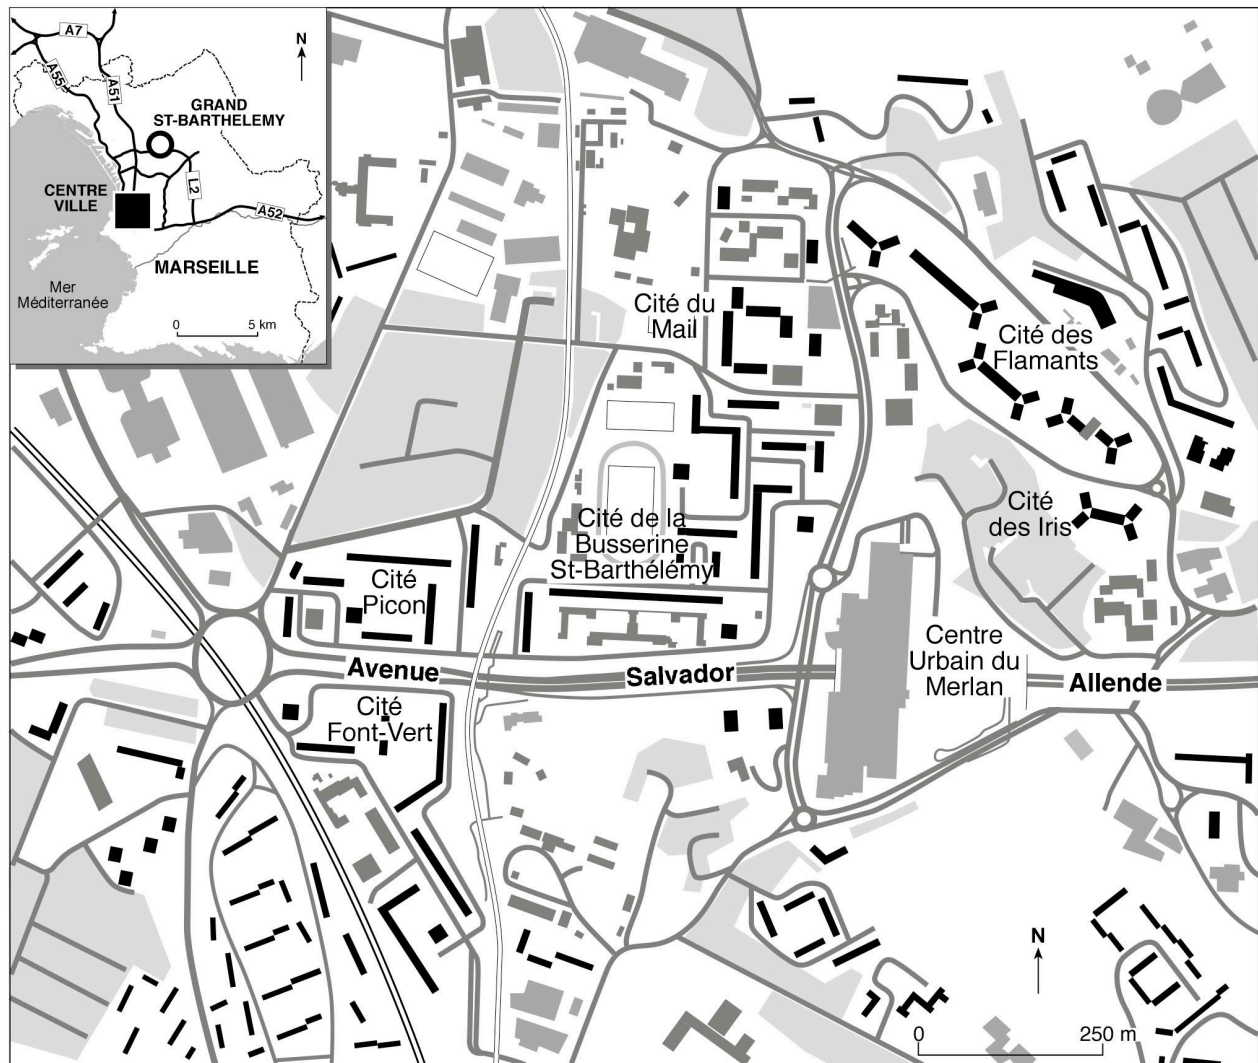 A7
A55
A51
N
GRAND
ST-BARTHELEMY
CENTRE
VILLE
L2
A52
MARSEILLE
Mer
Méditerranée
0
5 km
Cité du
Mail
Cité des
Flamants
Cité
des Iris
Cité de la
Busserine
St-Barthélémy
Cité
Picon
Centre
Urbain du
Merlan
Avenue
Salvador
Allende
Cité
Font-Vert
N
0
250 m